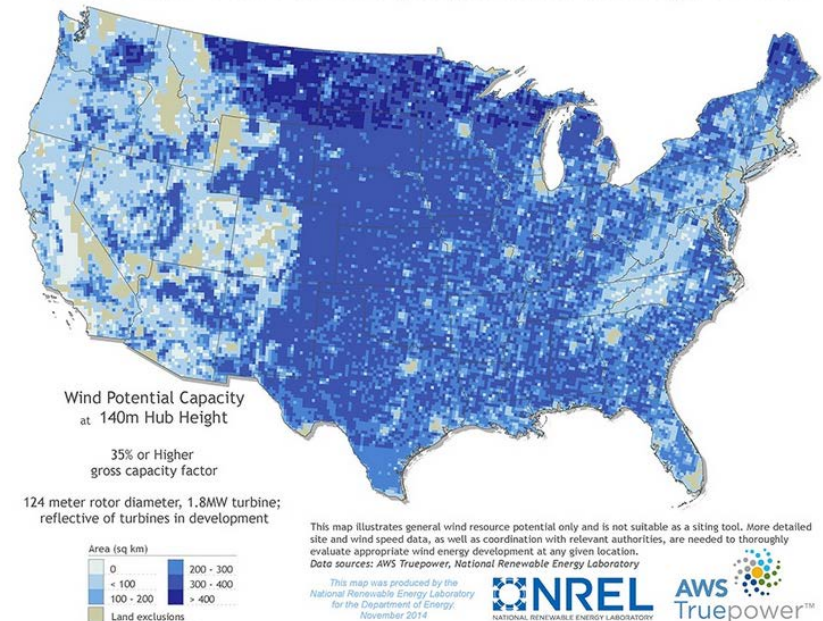 Wind Potential Capacity
at 140m Hub Height
35% or Higher
gross capacity factor
124 meter rotor diameter, 1.8MW turbine;
reflective of turbines in development
Area (sq km)
0
< 100
100 - 200
200 - 300
300 - 400
> 400
Land exclusions
This map illustrates general wind resource potential only and is not suitable as a siting tool. More detailed
site and wind speed data, as well as coordination with relevant authorities, are needed to thoroughly
evaluate appropriate wind energy development at any given location.
Data sources: AWS Truepower, National Renewable Energy Laboratory
This map was produced by the
National Renewable Energy Laboratory
for the Department of Energy.
November 2014
NREL
NATIONAL RENEWABLE ENERGY LABORATORY
AWS
Truepower™